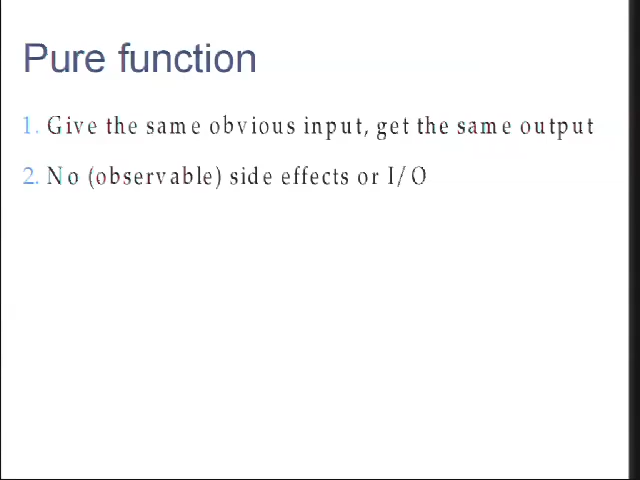 Pure function
1. Give the same obvious input, get the same output
2. No (observable) side effects or I/O